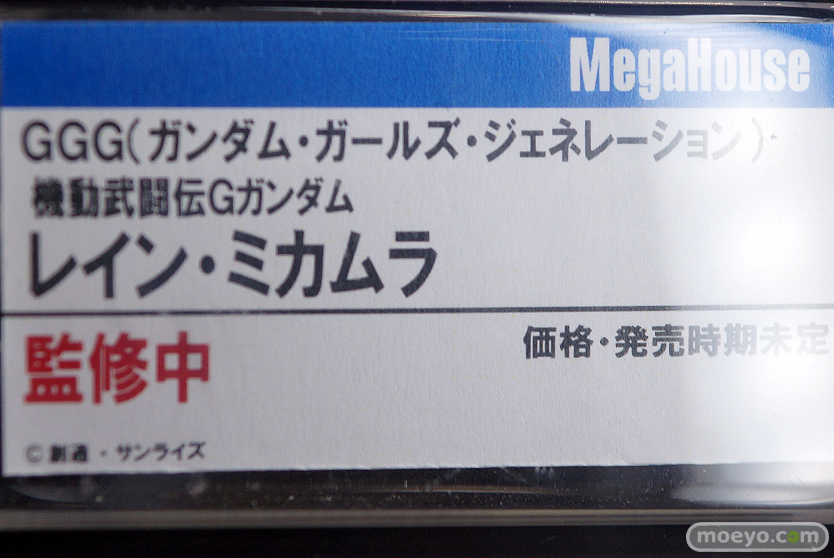 MegaHouse
GGG(ガンダム・ガールズ・ジェネレーション)
機動武闘伝Gガンダム
レイン・ミカムラ
監修中
価格・発売時期未定
©創通・サンライズ
moeyo.com